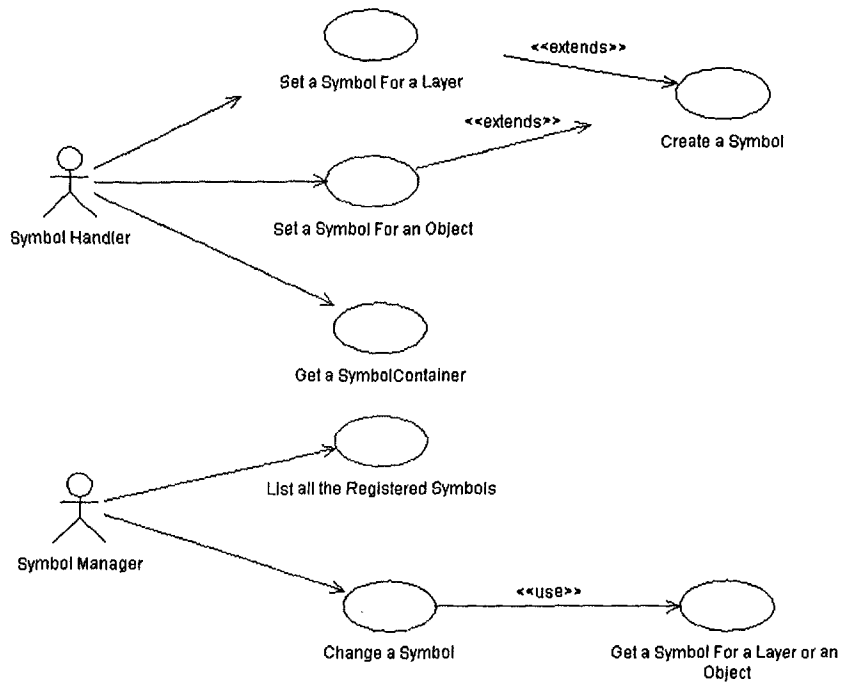 <<extends>>
Set a Symbol For a Layer
<<extends>>
Create a Symbol
Set a Symbol For an Object
Symbol Handler
Get a SymbolContainer
List all the Registered Symbols
Symbol Manager
<<use>>
Change a Symbol
Get a Symbol For a Layer or an
Object